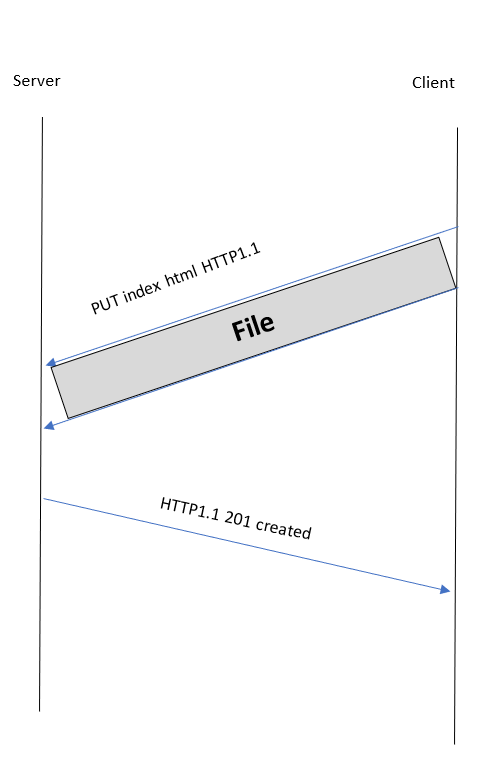 Server
Client
PUT index html HTTP1.1
File
HTTP1.1 201 created